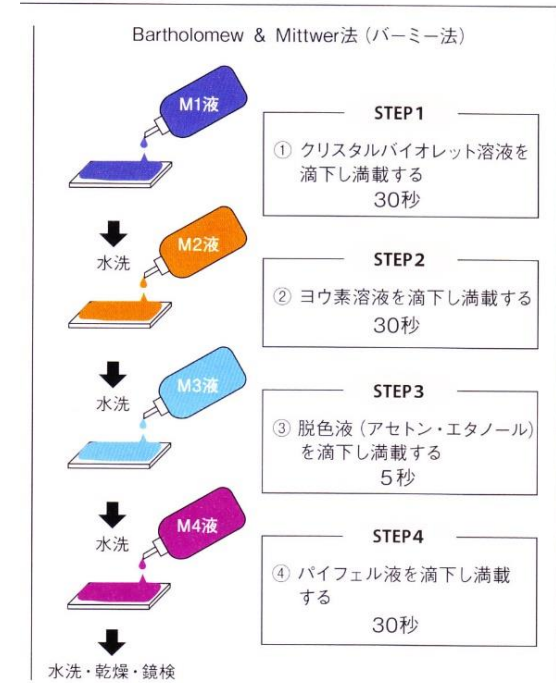 Bartholomew & Mittwer法（バーミー法）
M1液
STEP1
① クリスタルバイオレット溶液を
滴下し満載する
30秒
水洗
M2液
STEP2
② ヨウ素溶液を滴下し満載する
30秒
水洗
M3液
STEP3
③ 脱色液（アセトン・エタノール）
を滴下し満載する
5秒
水洗
M4液
STEP4
④ パイフェル液を滴下し満載
する
30秒
水洗・乾燥・鏡検